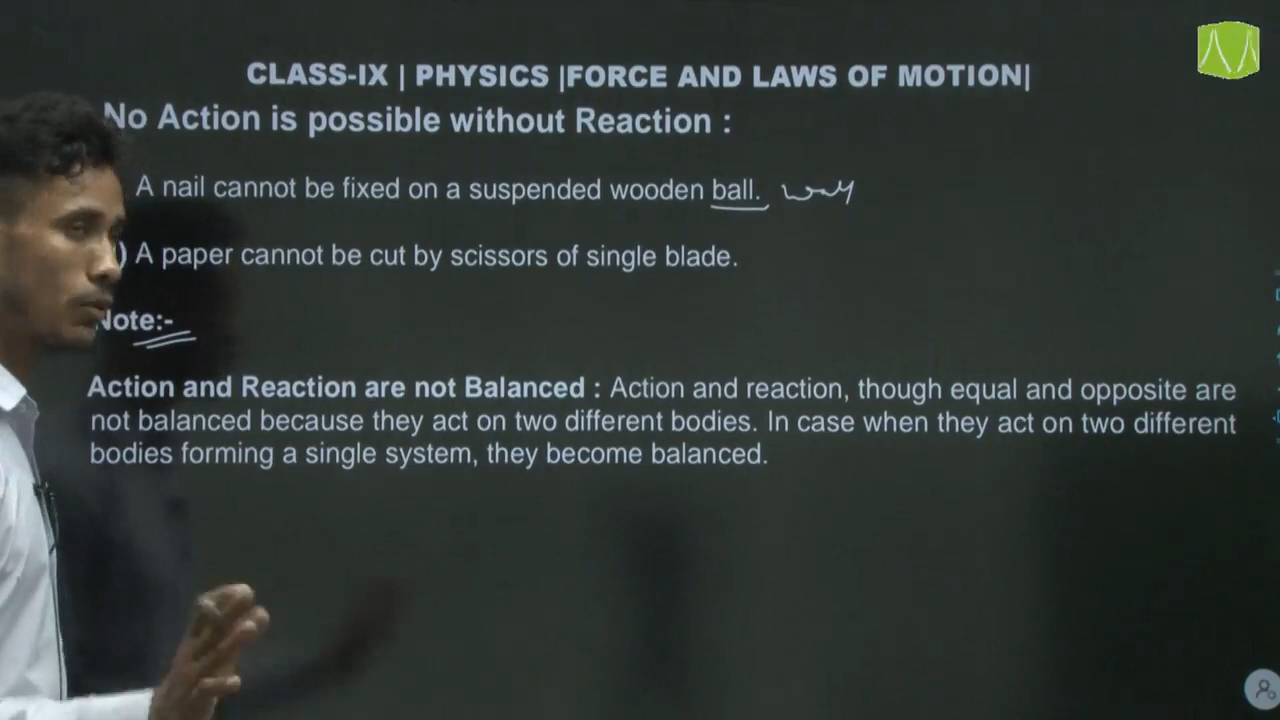 CLASS-IX | PHYSICS |FORCE AND LAWS OF MOTION|
No Action is possible without Reaction :
A nail cannot be fixed on a suspended wooden ball.
) A paper cannot be cut by scissors of single blade.
Note:-
Action and Reaction are not Balanced : Action and reaction, though equal and opposite are
not balanced because they act on two different bodies. In case when they act on two different
bodies forming a single system, they become balanced.